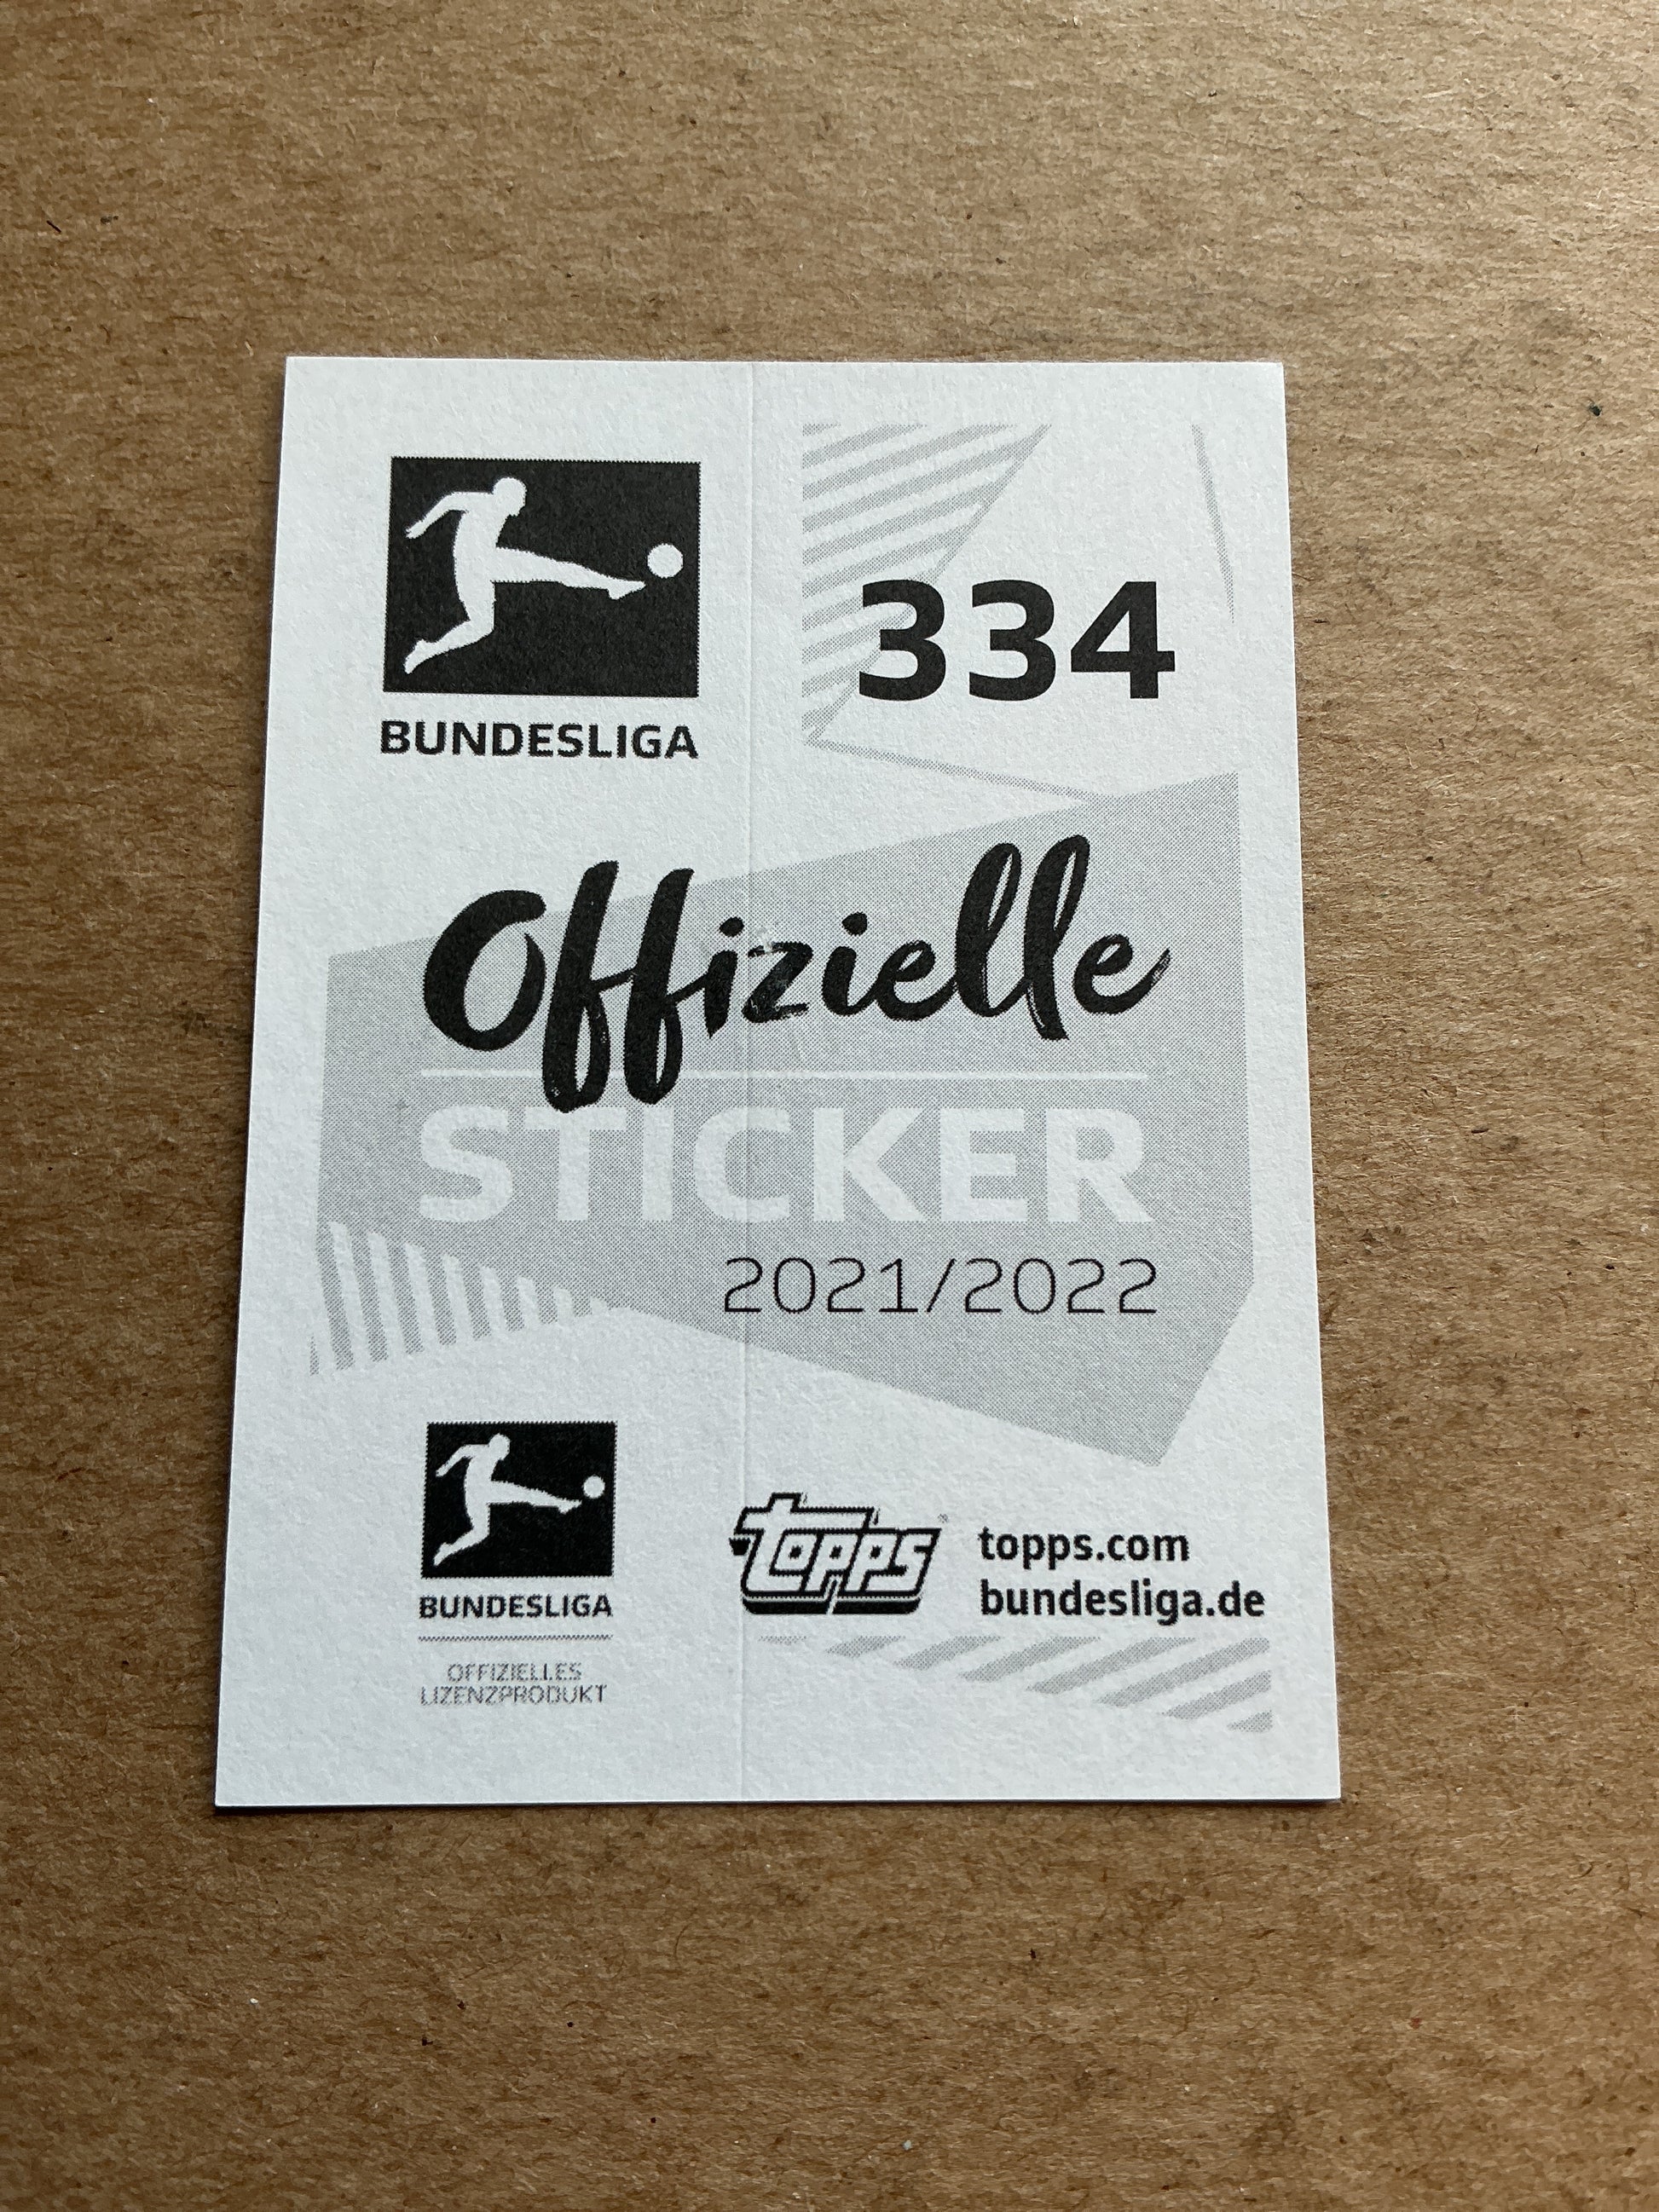 BUNDESLIGA
334
Offizielle
STICKER
2021/2022
BUNDESLIGA
OFFIZIELLES
LIZENZPRODUKT
topps
topps.com
bundesliga.de